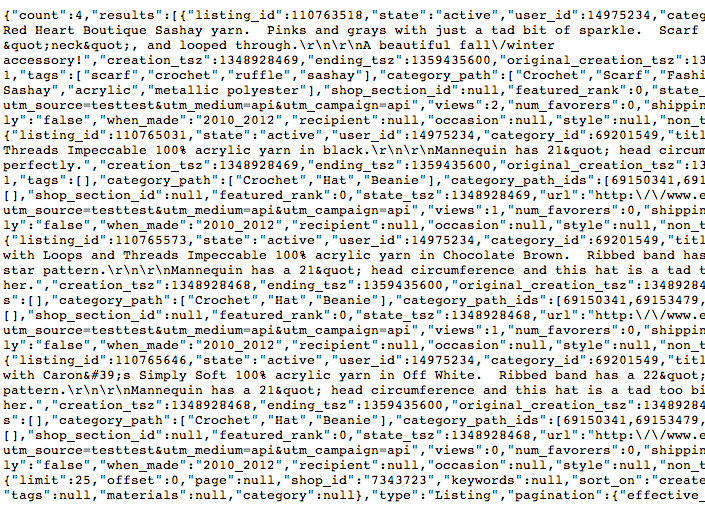 {"count":4,"results":[{"listing_id":110763518,"state":"active","user_id":14975234,"categ
Red Heart Boutique Sashay yarn.  Pinks and grays with just a tad bit of sparkle.  Scarf
&quot;neck&quot;, and looped through.\r\n\r\nA beautiful fall\/winter
accessory!","creation_tsz":1348928469,"ending_tsz":1359435600,"original_creation_tsz":13
1,"tags":["scarf","crochet","ruffle","sashay"],"category_path":["Crochet","Scarf","Fashi
Sashay","acrylic","metallic polyester"],"shop_section_id":null,"featured_rank":0,"state_
utm_source=testtest&utm_medium=api&utm_campaign=api","views":2,"num_favorers":0,"shippin
ly":"false","when_made":"2010_2012","recipient":null,"occasion":null,"style":null,"non_t
{"listing_id":110765031,"state":"active","user_id":14975234,"category_id":69201549,"titl
Threads Impeccable 100% acrylic yarn in black.\r\n\r\nMannequin has 21&quot; head circum
perfectly.","creation_tsz":1348928469,"ending_tsz":1359435600,"original_creation_tsz":13
1,"tags":[],"category_path":["Crochet","Hat","Beanie"],"category_path_ids":[69150341,691
[],"shop_section_id":null,"featured_rank":0,"state_tsz":1348928469,"url":"http:\/\/www.e
utm_source=testtest&utm_medium=api&utm_campaign=api","views":1,"num_favorers":0,"shippin
ly":"false","when_made":"2010_2012","recipient":null,"occasion":null,"style":null,"non_t
{"listing_id":110765573,"state":"active","user_id":14975234,"category_id":69201549,"titl
with Loops and Threads Impeccable 100% acrylic yarn in Chocolate Brown.  Ribbed band has
star pattern.\r\n\r\nMannequin has a 21&quot; head circumference and this hat is a tad t
her.","creation_tsz":1348928468,"ending_tsz":1359435600,"original_creation_tsz":13489284
s":[],"category_path":["Crochet","Hat","Beanie"],"category_path_ids":[69150341,69153479,
[],"shop_section_id":null,"featured_rank":0,"state_tsz":1348928468,"url":"http:\/\/www.e
utm_source=testtest&utm_medium=api&utm_campaign=api","views":1,"num_favorers":0,"shippin
ly":"false","when_made":"2010_2012","recipient":null,"occasion":null,"style":null,"non_t
{"listing_id":110765646,"state":"active","user_id":14975234,"category_id":69201549,"titl
with Caron&#39;s Simply Soft 100% acrylic yarn in Off White.  Ribbed band has a 22&quot;
pattern.\r\n\r\nMannequin has a 21&quot; head circumference and this hat is a tad too bi
her.","creation_tsz":1348928468,"ending_tsz":1359435600,"original_creation_tsz":13489284
s":[],"category_path":["Crochet","Hat","Beanie"],"category_path_ids":[69150341,69153479,
[],"shop_section_id":null,"featured_rank":0,"state_tsz":1348928468,"url":"http:\/\/www.e
utm_source=testtest&utm_medium=api&utm_campaign=api","views":0,"num_favorers":0,"shippin
ly":"false","when_made":"2010_2012","recipient":null,"occasion":null,"style":null,"non_t
{"limit":25,"offset":0,"page":null,"shop_id":"7343723","keywords":null,"sort_on":"create
"tags":null,"materials":null,"category":null},"type":"Listing","pagination":{"effective_